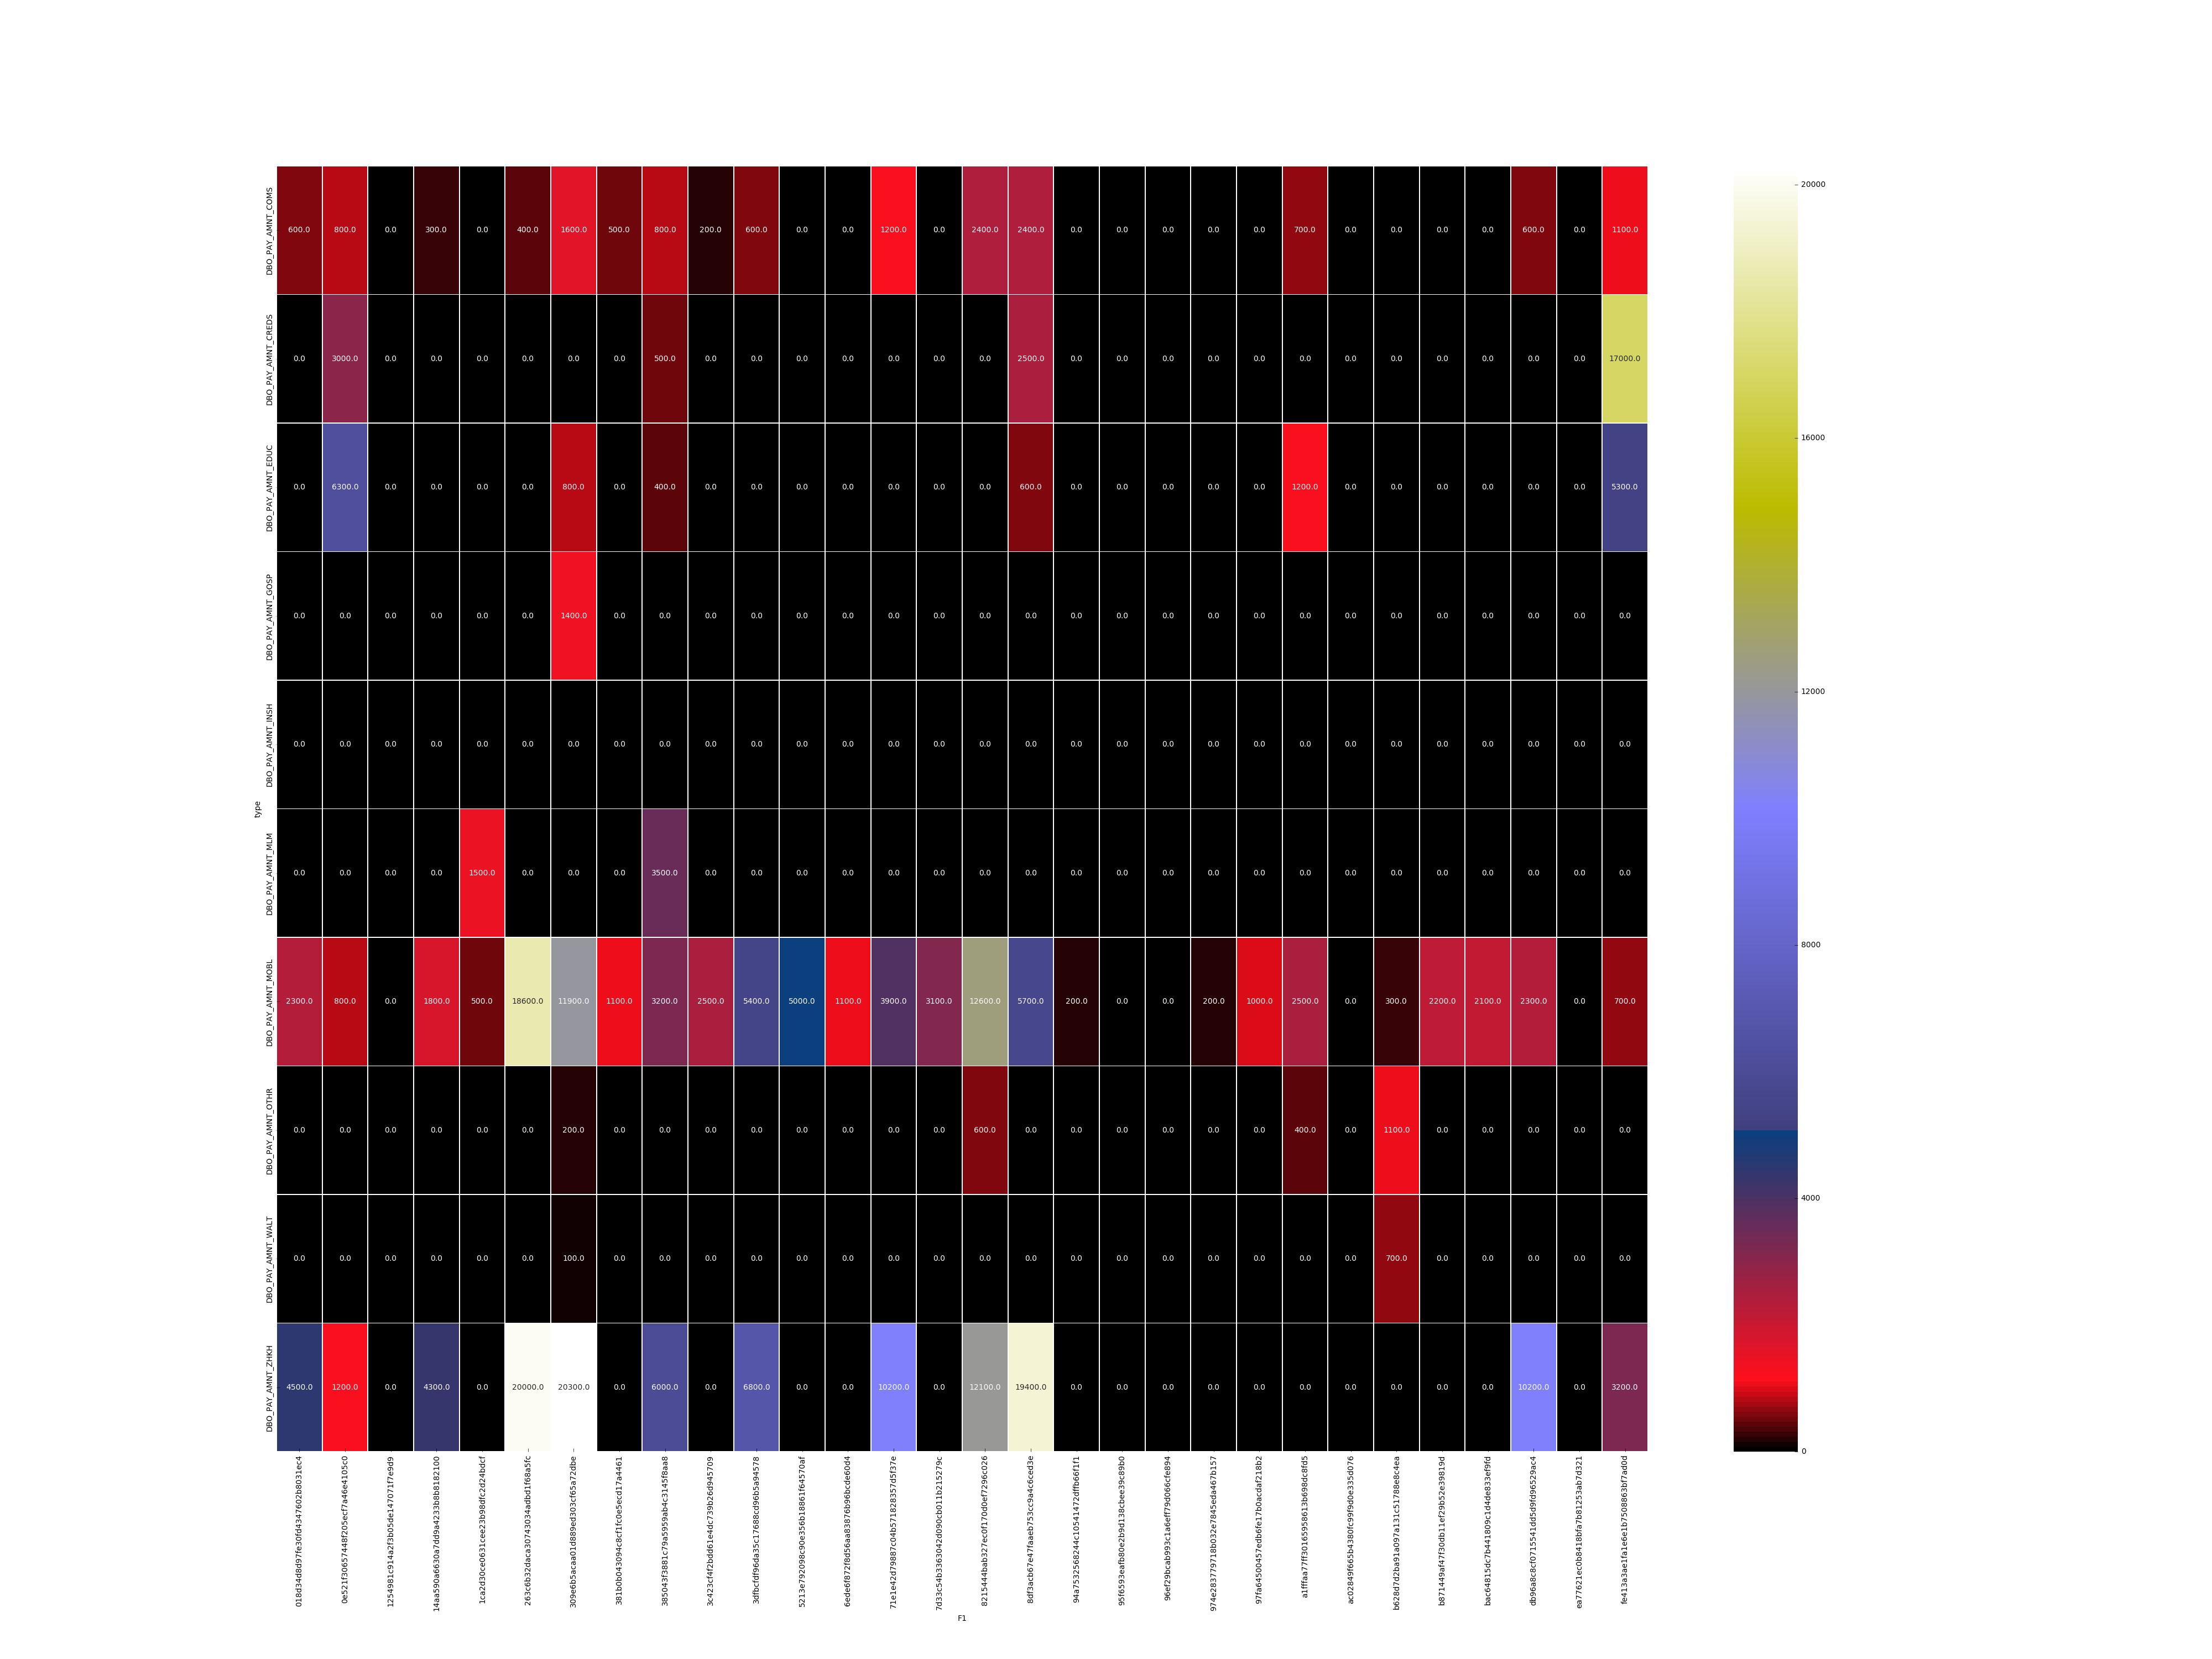 DBO_PAY_AMNT_COMS 600.0 800.0 0.0 300.0 0.0 400.0 1600.0 500.0 800.0 200.0 600.0 0.0 0.0 1200.0 0.0 2400.0 2400.0 0.0 0.0 0.0 0.0 0.0 700.0 0.0 0.0 0.0 0.0 600.0 0.0 1100.0
DBO_PAY_AMNT_CREDS 0.0 3000.0 0.0 0.0 0.0 0.0 0.0 0.0 500.0 0.0 0.0 0.0 0.0 0.0 0.0 0.0 2500.0 0.0 0.0 0.0 0.0 0.0 0.0 0.0 0.0 0.0 0.0 0.0 0.0 17000.0
DBO_PAY_AMNT_EDUC 0.0 6300.0 0.0 0.0 0.0 0.0 800.0 0.0 400.0 0.0 0.0 0.0 0.0 0.0 0.0 0.0 600.0 0.0 0.0 0.0 0.0 0.0 1200.0 0.0 0.0 0.0 0.0 0.0 0.0 5300.0
DBO_PAY_AMNT_GOSP 0.0 0.0 0.0 0.0 0.0 0.0 1400.0 0.0 0.0 0.0 0.0 0.0 0.0 0.0 0.0 0.0 0.0 0.0 0.0 0.0 0.0 0.0 0.0 0.0 0.0 0.0 0.0 0.0 0.0 0.0
DBO_PAY_AMNT_INSH 0.0 0.0 0.0 0.0 0.0 0.0 0.0 0.0 0.0 0.0 0.0 0.0 0.0 0.0 0.0 0.0 0.0 0.0 0.0 0.0 0.0 0.0 0.0 0.0 0.0 0.0 0.0 0.0 0.0 0.0
type
DBO_PAY_AMNT_MLM 0.0 0.0 0.0 0.0 1500.0 0.0 0.0 0.0 3500.0 0.0 0.0 0.0 0.0 0.0 0.0 0.0 0.0 0.0 0.0 0.0 0.0 0.0 0.0 0.0 0.0 0.0 0.0 0.0 0.0 0.0
DBO_PAY_AMNT_MOBL 2300.0 800.0 0.0 1800.0 500.0 18600.0 11900.0 1100.0 3200.0 2500.0 5400.0 5000.0 1100.0 3900.0 3100.0 12600.0 5700.0 200.0 0.0 0.0 200.0 1000.0 2500.0 0.0 300.0 2200.0 2100.0 2300.0 0.0 700.0
DBO_PAY_AMNT_OTHR 0.0 0.0 0.0 0.0 0.0 0.0 200.0 0.0 0.0 0.0 0.0 0.0 0.0 0.0 0.0 600.0 0.0 0.0 0.0 0.0 0.0 0.0 400.0 0.0 1100.0 0.0 0.0 0.0 0.0 0.0
DBO_PAY_AMNT_WALT 0.0 0.0 0.0 0.0 0.0 0.0 100.0 0.0 0.0 0.0 0.0 0.0 0.0 0.0 0.0 0.0 0.0 0.0 0.0 0.0 0.0 0.0 0.0 0.0 700.0 0.0 0.0 0.0 0.0 0.0
DBO_PAY_AMNT_ZHKH 4500.0 1200.0 0.0 4300.0 0.0 20000.0 20300.0 0.0 6000.0 0.0 6800.0 0.0 0.0 10200.0 0.0 12100.0 19400.0 0.0 0.0 0.0 0.0 0.0 0.0 0.0 0.0 0.0 0.0 10200.0 0.0 3200.0
018d34d8d97fe30fd4347602b8031ec4
0e521f30657448f205ecf7a46e4105c0
1254981c914a2f3b05de147071f7e9d9
14aa590a6630a7dd9a4233b8b8182100
1ca2d30ce0631cee23b98dfc2d24bdcf
263c6b32daca30743034adbd1f68a5fc
309e6b5acaa01d889ed303cf65a72dbe
381b0b043094c8cf1fc0e5ecd17a4461
385043f3881c79a5959ab4c3145f8aa8
3c423cf4f2bdd61e4dc739b26d945709
3dfbcfdf96da35c17688cd96b5a94578
5213e792098c90e356b18861f64570af
6ede6f872f8d56aa83876b96bcde60d4
71e1e42d79887c04b571828357d5f37e
7d33c54b3363042d090cb011b215279c
8215444bab327ec0f170d0ef7296c026
8df3acb67e47faaeb753cc9a4c6ced3e
94a7532568244c10541472dffb66f1f1
95f6593eafb80e2b9d138cbee39c89b0
96ef29bcab993c1a6eff79d066cfe894
974e283779718b032e7845eda467b157
97fa64500457edb6fe17b0acdaf218b2
a1fffaa77ff30165958613b698dc8fd5
ac02849f665b4380fc99f9d0e335d076
b628d7d2ba91a097a131c51788e8c4ea
b871449af47f30db11ef29b52e39819d
bac64815dc7b441809c1d4de833ef9fd
db96a8c8cf0715541dd5d9fd96529ac4
ea77621ec0b8418bfa7b81253ab7d321
fe413a3ae1fa1e6e1b7508863bf7ad0d
F1
20000
16000
12000
8000
4000
0